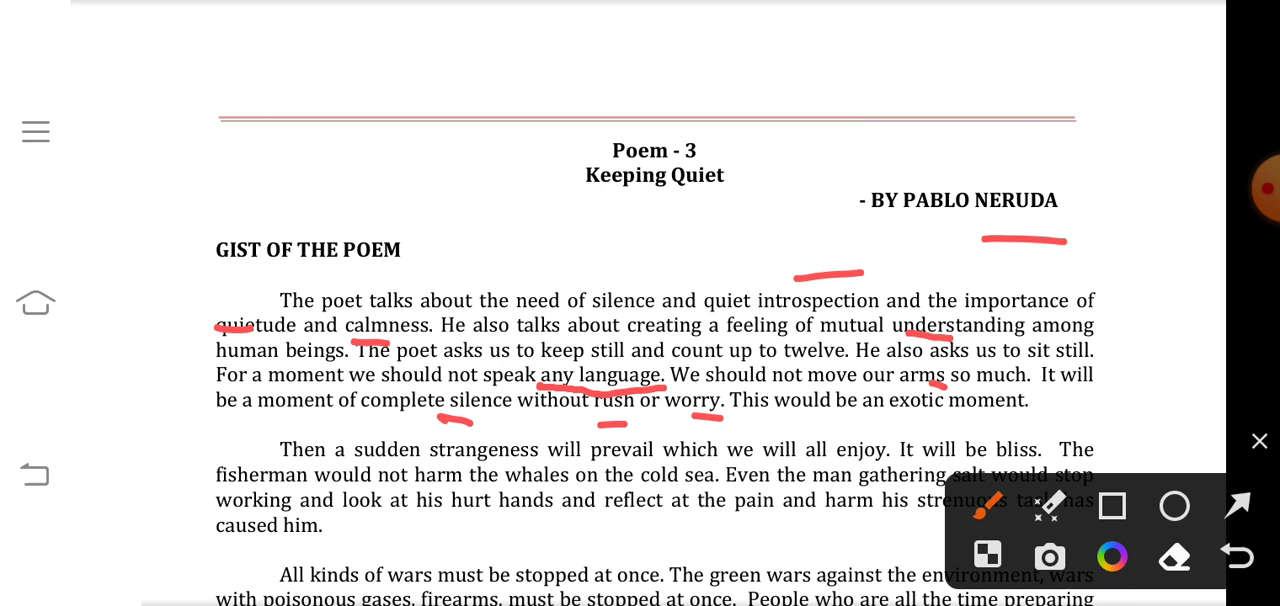 Poem - 3
Keeping Quiet
- BY PABLO NERUDA
GIST OF THE POEM
The poet talks about the need of silence and quiet introspection and the importance of
quietude and calmness. He also talks about creating a feeling of mutual understanding among
human beings. The poet asks us to keep still and count up to twelve. He also asks us to sit still.
For a moment we should not speak any language. We should not move our arms so much. It will
be a moment of complete silence without rush or worry. This would be an exotic moment.
Then a sudden strangeness will prevail which we will all enjoy. It will be bliss. The
fisherman would not harm the whales on the cold sea. Even the man gathering salt would stop
working and look at his hurt hands and reflect at the pain and harm his strenuous task has
caused him.
All kinds of wars must be stopped at once. The green wars against the environment, wars
with poisonous gases, firearms, must be stopped at once. People who are all the time preparing